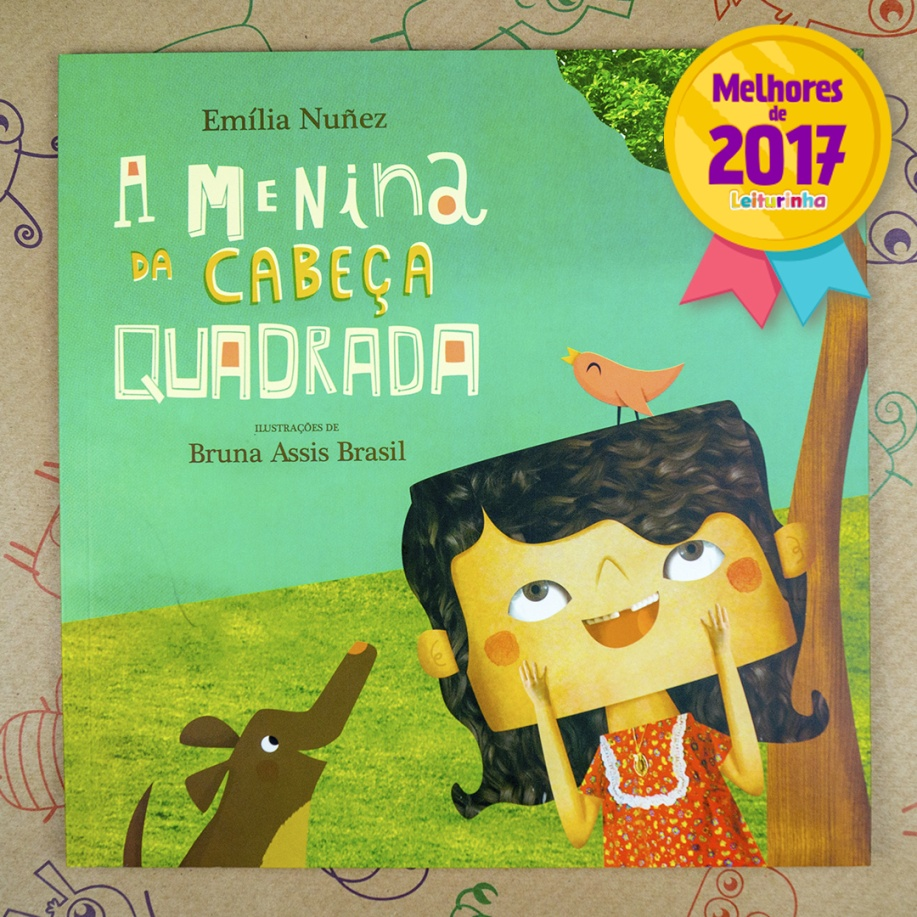 Emília Nuñez
A MENINA
DA CABEÇA
QUADRADA
ILUSTRAÇÕES DE
Bruna Assis Brasil
Melhores
de
2017
Leiturinha